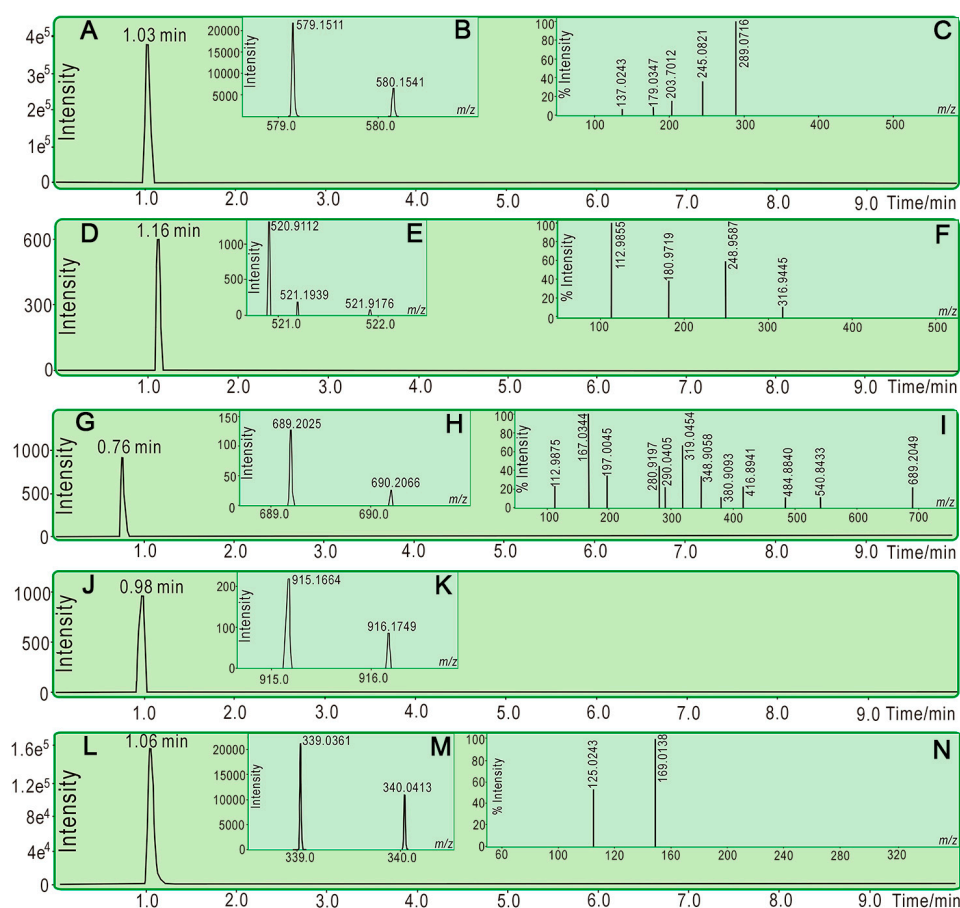 A
1.03 min
4e5
3e5
2e5
1e5
0
Intensity
1.0 2.0 3.0 4.0 5.0 6.0 7.0 8.0 9.0 Time/min
B
20000
15000
10000
5000
Intensity
579.1511
580.1541
m/z
579.0 580.0
C
100
80
60
40
20
0
% Intensity
137.0243
179.0347
203.7012
245.0821
289.0716
100 200 300 400 500
D
1.16 min
600
300
0
Intensity
1.0 2.0 3.0 4.0 5.0 6.0 7.0 8.0 9.0 Time/min
E
1000
500
0
Intensity
520.9112
521.1939
521.9176
m/z
521.0 522.0
F
100
80
60
40
20
0
% Intensity
112.9855
180.9719
248.9587
316.9445
100 200 300 400 500
G
0.76 min
1000
500
0
Intensity
1.0 2.0 3.0 4.0 5.0 6.0 7.0 8.0 9.0 Time/min
H
150
100
50
0
Intensity
689.2025
690.2066
m/z
689.0 690.0
I
100
80
60
40
20
0
% Intensity
112.9875
167.0344
197.0045
280.9197
290.0405
319.0454
348.9058
380.9093
416.8941
484.8840
540.8433
689.2049
100 200 300 400 500 600 700
J
0.98 min
1000
500
0
Intensity
1.0 2.0 3.0 4.0 5.0 6.0 7.0 8.0 9.0 Time/min
K
200
100
0
Intensity
915.1664
916.1749
m/z
915.0 916.0
L
1.06 min
1.6e5
1.2e5
8e4
4e4
0
Intensity
1.0 2.0 3.0 4.0 5.0 6.0 7.0 8.0 9.0 Time/min
M
20000
15000
10000
5000
0
Intensity
339.0361
340.0413
m/z
339.0 340.0
N
100
80
60
40
20
0
% Intensity
125.0243
169.0138
m/z
60 100 120 160 200 240 280 320